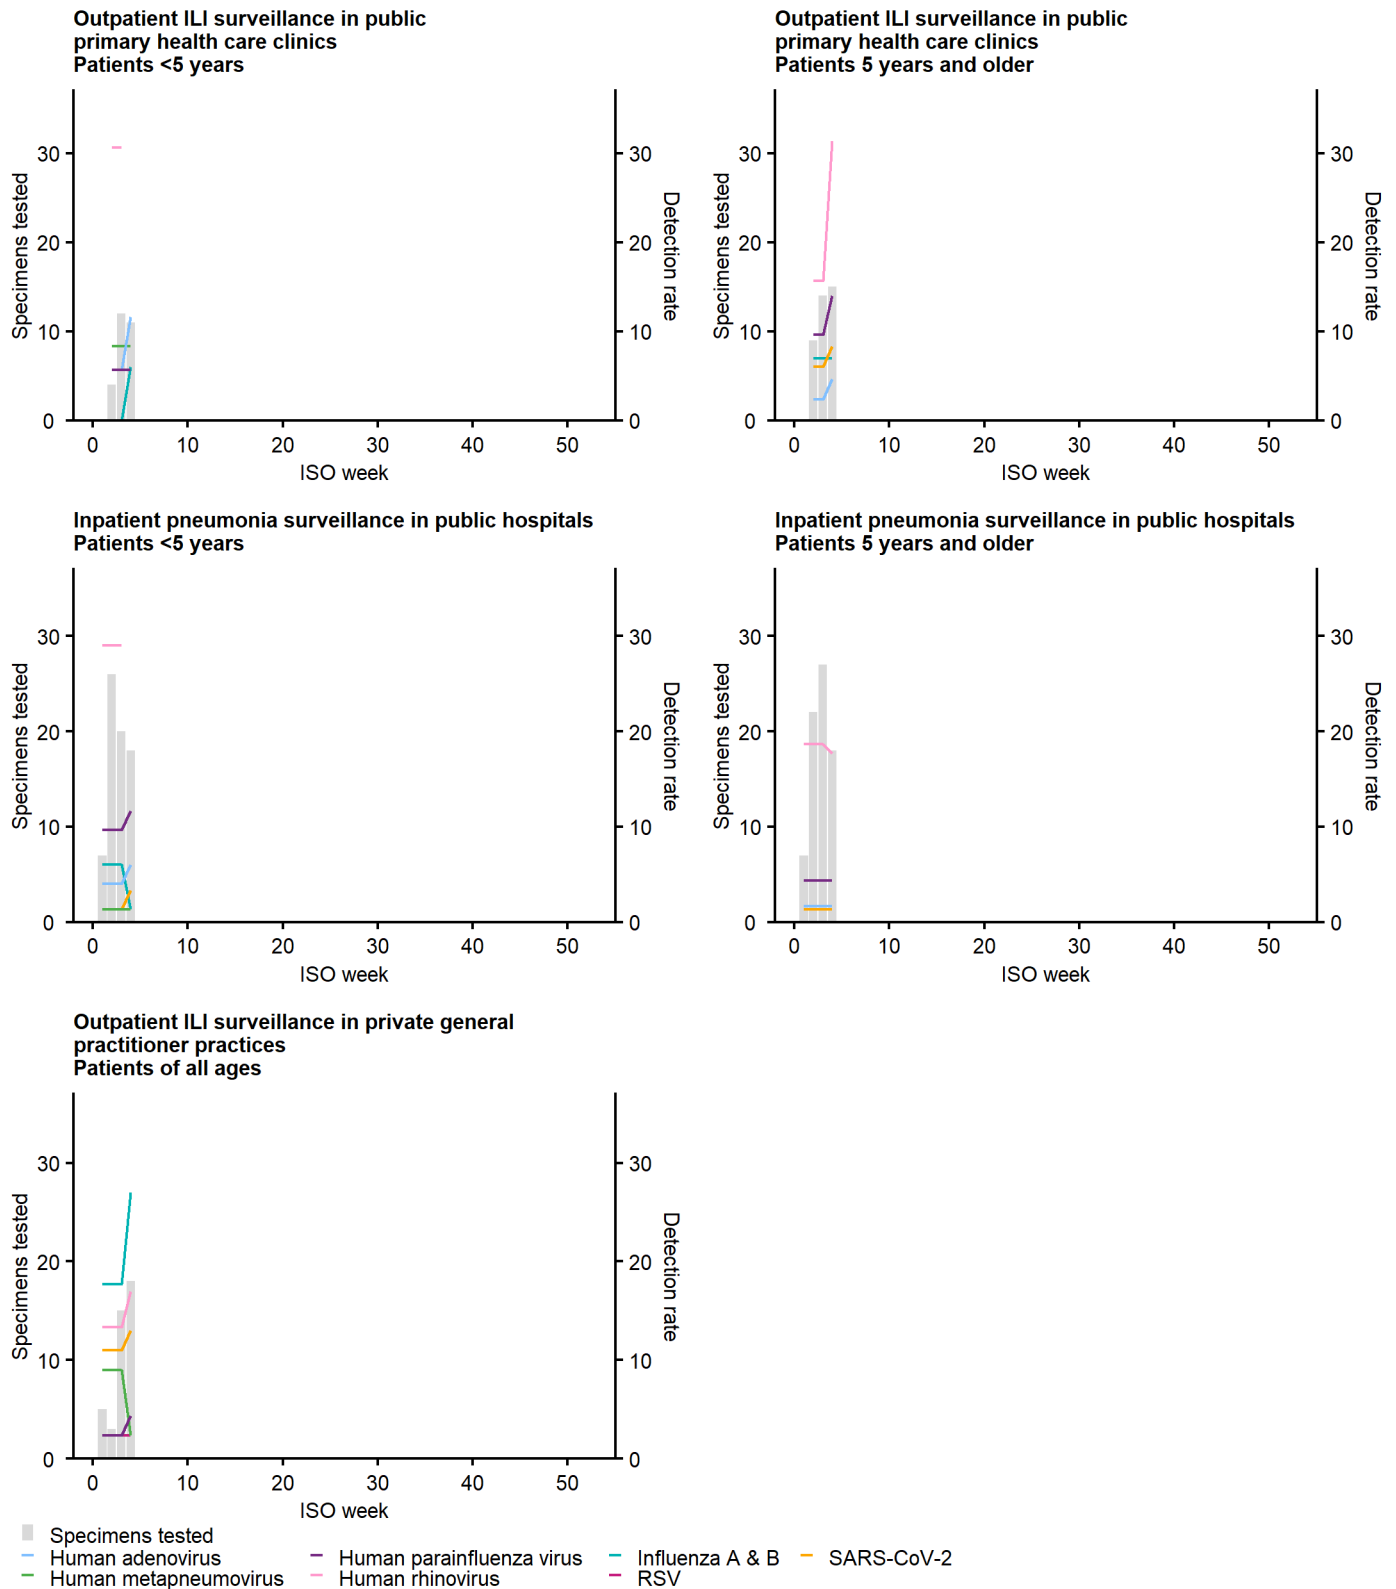 Outpatient ILI surveillance in public
primary health care clinics
Patients <5 years
30
20
10
0
Specimens tested
30
20
10
0
Detection rate
0 10 20 30 40 50
ISO week
Outpatient ILI surveillance in public
primary health care clinics
Patients 5 years and older
30
20
10
0
Specimens tested
30
20
10
0
Detection rate
0 10 20 30 40 50
ISO week
Inpatient pneumonia surveillance in public hospitals
Patients <5 years
30
20
10
0
Specimens tested
30
20
10
0
Detection rate
0 10 20 30 40 50
ISO week
Inpatient pneumonia surveillance in public hospitals
Patients 5 years and older
30
20
10
0
Specimens tested
30
20
10
0
Detection rate
0 10 20 30 40 50
ISO week
Outpatient ILI surveillance in private general
practitioner practices
Patients of all ages
30
20
10
0
Specimens tested
30
20
10
0
Detection rate
0 10 20 30 40 50
ISO week
Specimens tested
Human adenovirus Human parainfluenza virus Influenza A & B SARS-CoV-2
Human metapneumovirus Human rhinovirus RSV